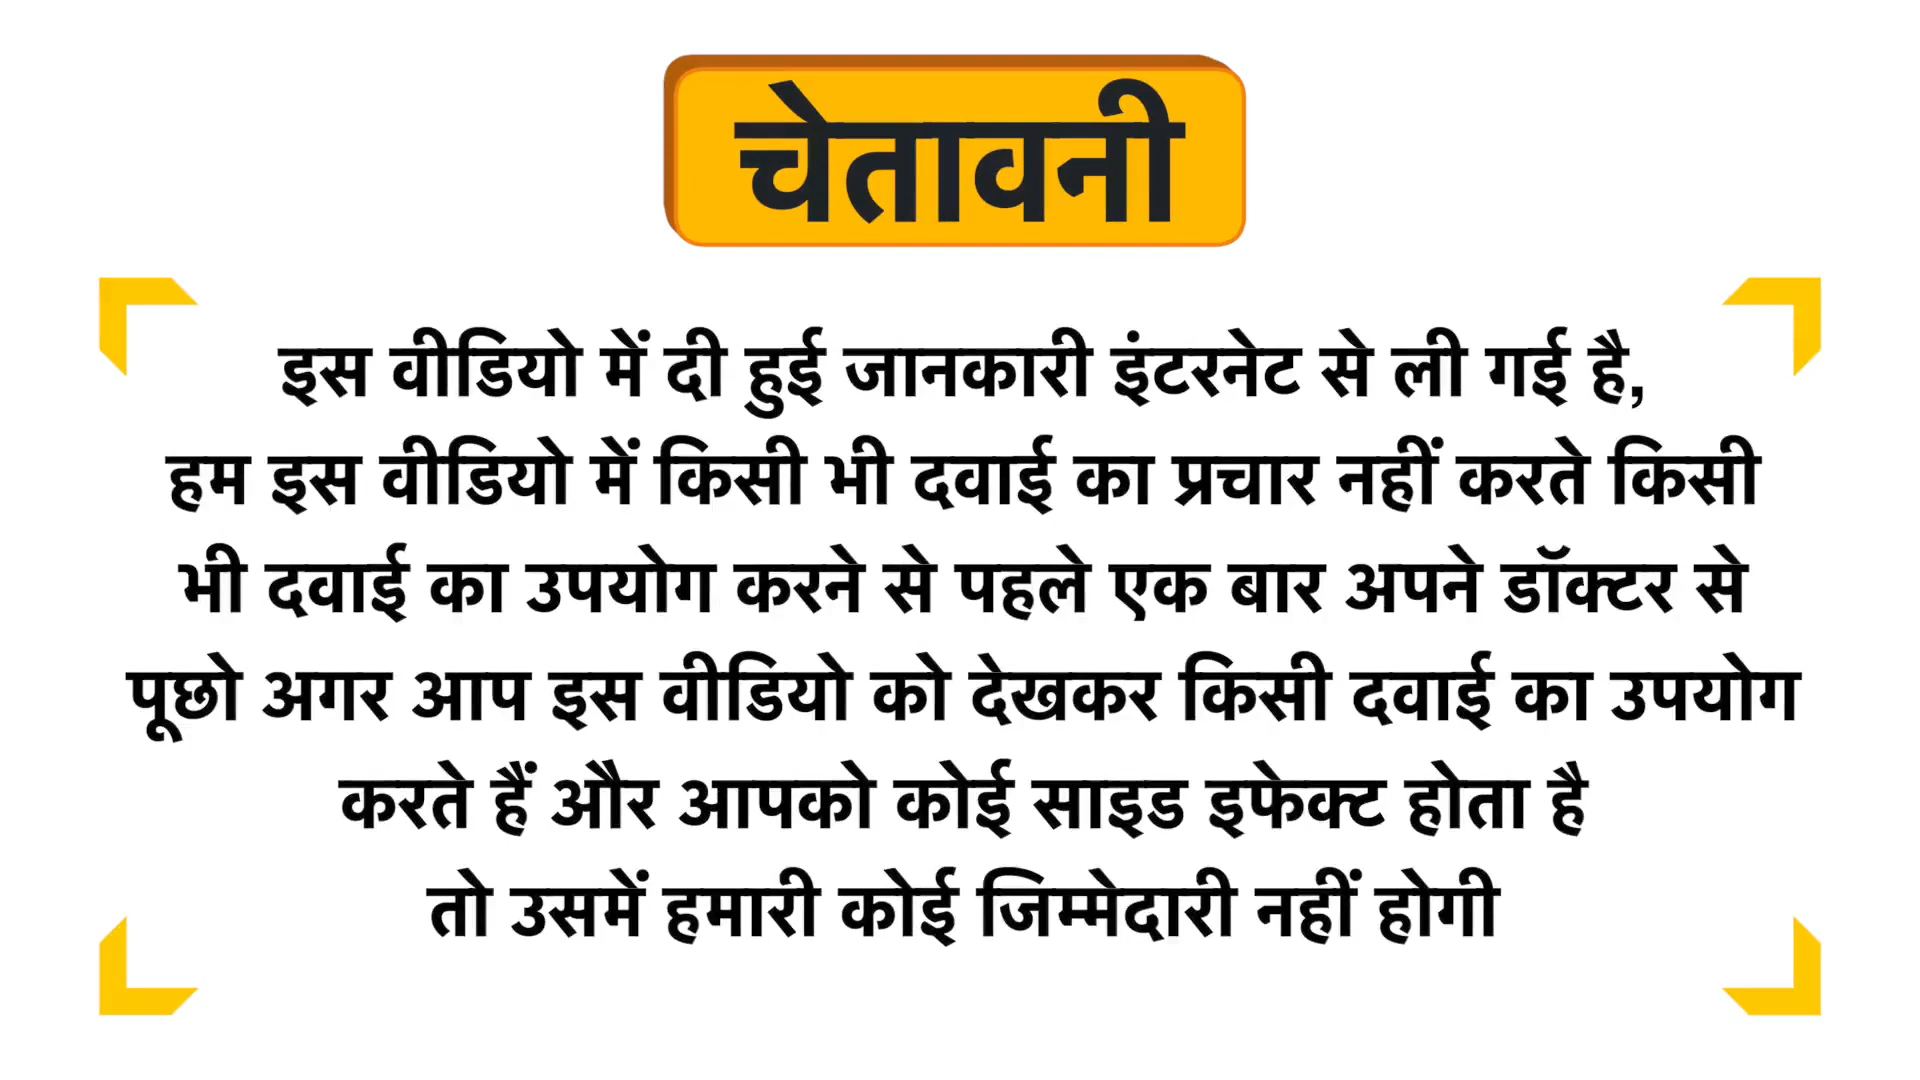 चेतावनी
इस वीडियो में दी हुई जानकारी इंटरनेट से ली गई है,
हम इस वीडियो में किसी भी दवाई का प्रचार नहीं करते किसी
भी दवाई का उपयोग करने से पहले एक बार अपने डॉक्टर से
पूछो अगर आप इस वीडियो को देखकर किसी दवाई का उपयोग
करते हैं और आपको कोई साइड इफेक्ट होता है
तो उसमें हमारी कोई जिम्मेदारी नहीं होगी